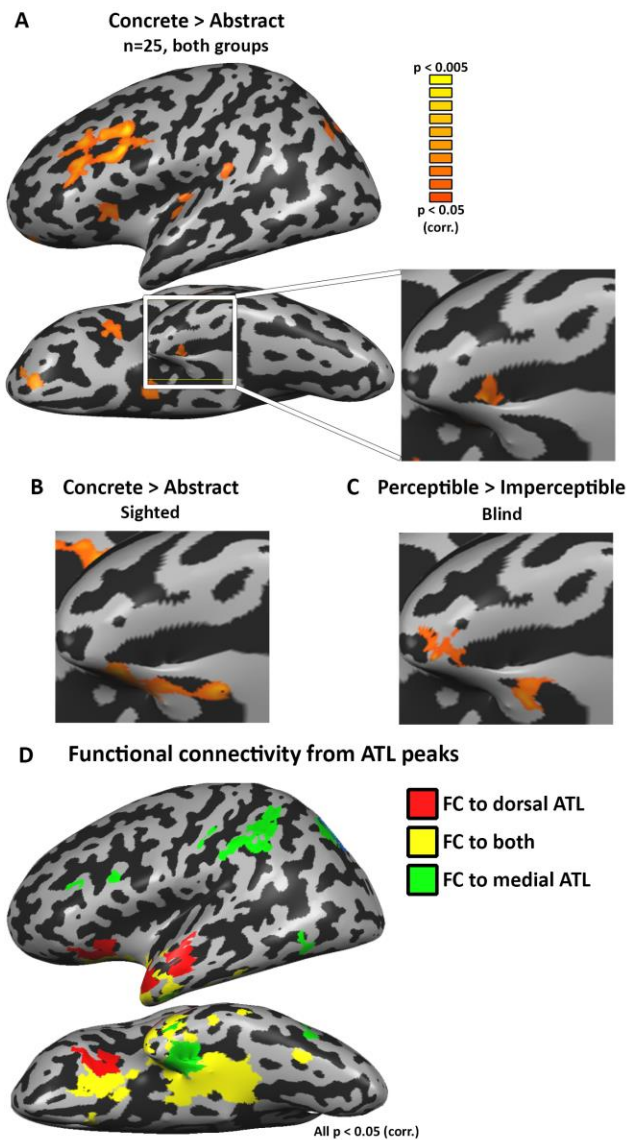 A
Concrete > Abstract
n=25, both groups
p < 0.005
p < 0.05
(corr.)
B Concrete > Abstract
Sighted
C Perceptible > Imperceptible
Blind
D Functional connectivity from ATL peaks
FC to dorsal ATL
FC to both
FC to medial ATL
All p < 0.05 (corr.)